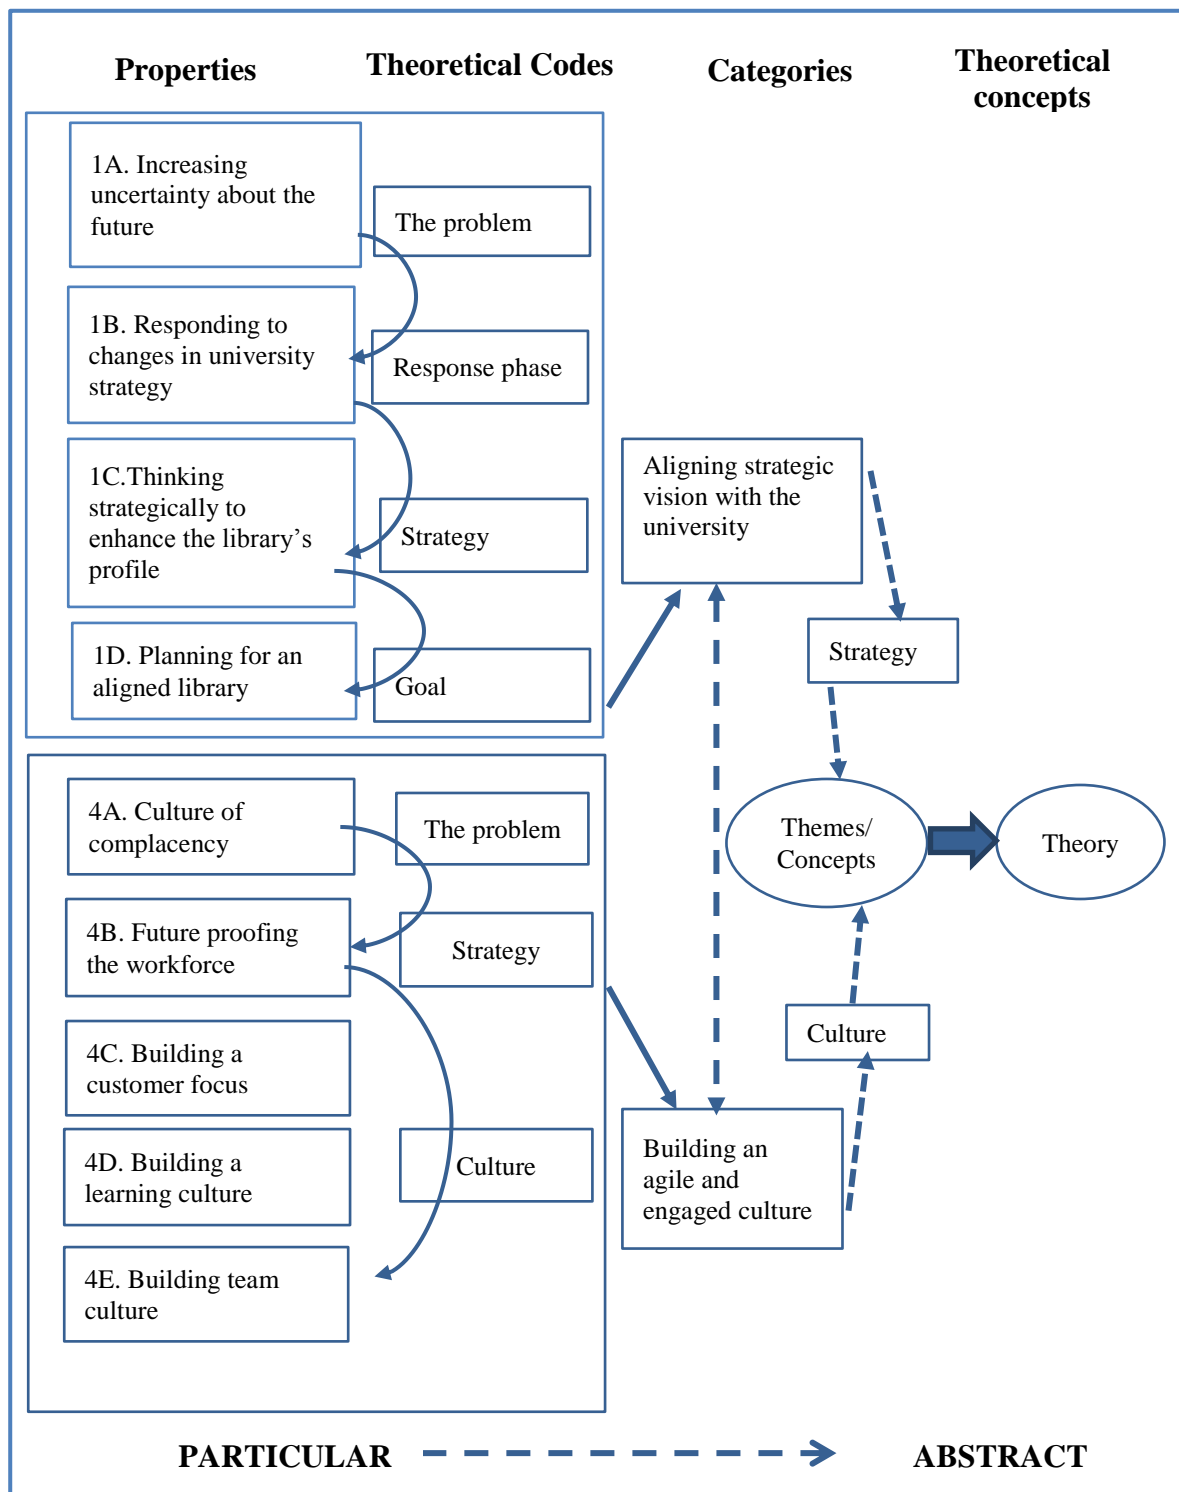 Properties
Theoretical Codes
Categories
Theoretical
concepts
1A. Increasing
uncertainty about the
future
The problem
1B. Responding to
changes in university
strategy
Response phase
1C.Thinking
strategically to
enhance the library’s
profile
Strategy
1D. Planning for an
aligned library
Goal
Aligning strategic
vision with the
university
Strategy
4A. Culture of
complacency
The problem
4B. Future proofing
the workforce
Strategy
4C. Building a
customer focus
4D. Building a
learning culture
Culture
4E. Building team
culture
Themes/
Concepts
Theory
Culture
Building an
agile and
engaged culture
PARTICULAR
ABSTRACT